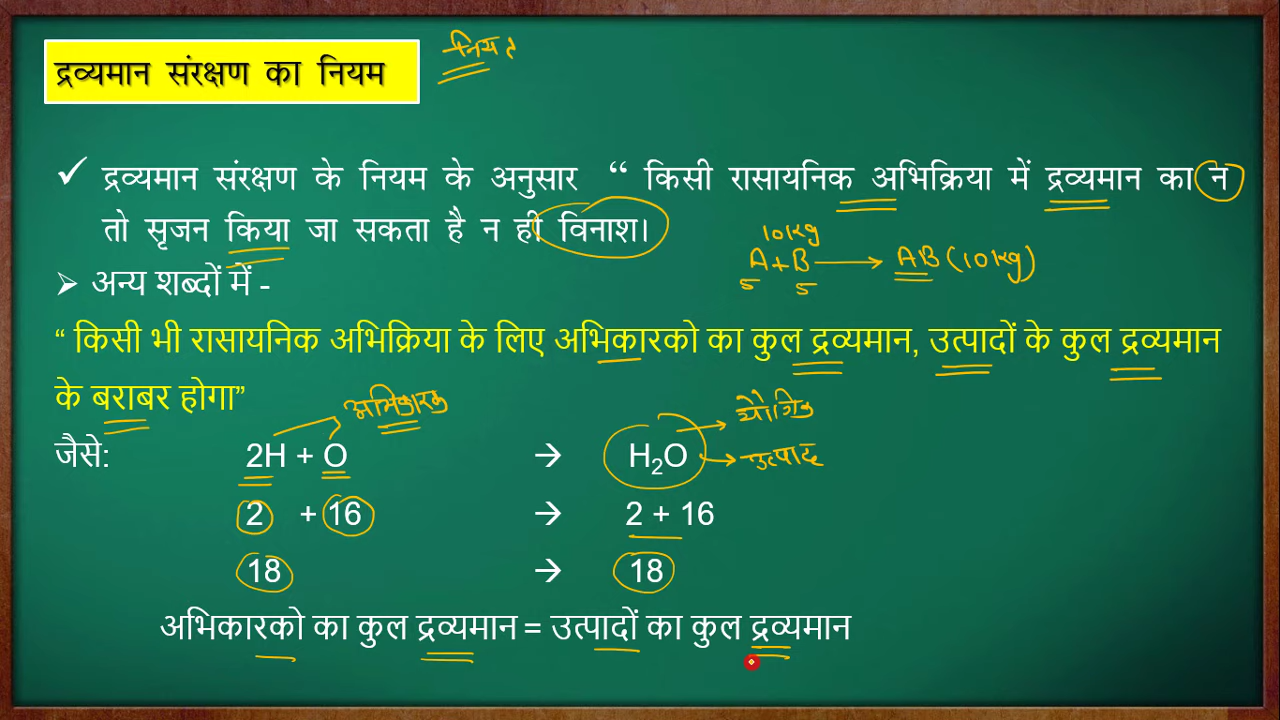 द्रव्यमान संरक्षण का नियम
नियत
✓ द्रव्यमान संरक्षण के नियम के अनुसार “ किसी रासायनिक अभिक्रिया में द्रव्यमान का न
तो सृजन किया जा सकता है न ही विनाश।
10kg
A+B → AB (10kg)
5 5
➢ अन्य शब्दों में -
“ किसी भी रासायनिक अभिक्रिया के लिए अभिकारको का कुल द्रव्यमान, उत्पादों के कुल द्रव्यमान
के बराबर होगा”
अभिकारक यौगिक
जैसे: 2H + O → H₂O
उत्पाद
2 + 16 → 2 + 16
18 → 18
अभिकारको का कुल द्रव्यमान = उत्पादों का कुल द्रव्यमान